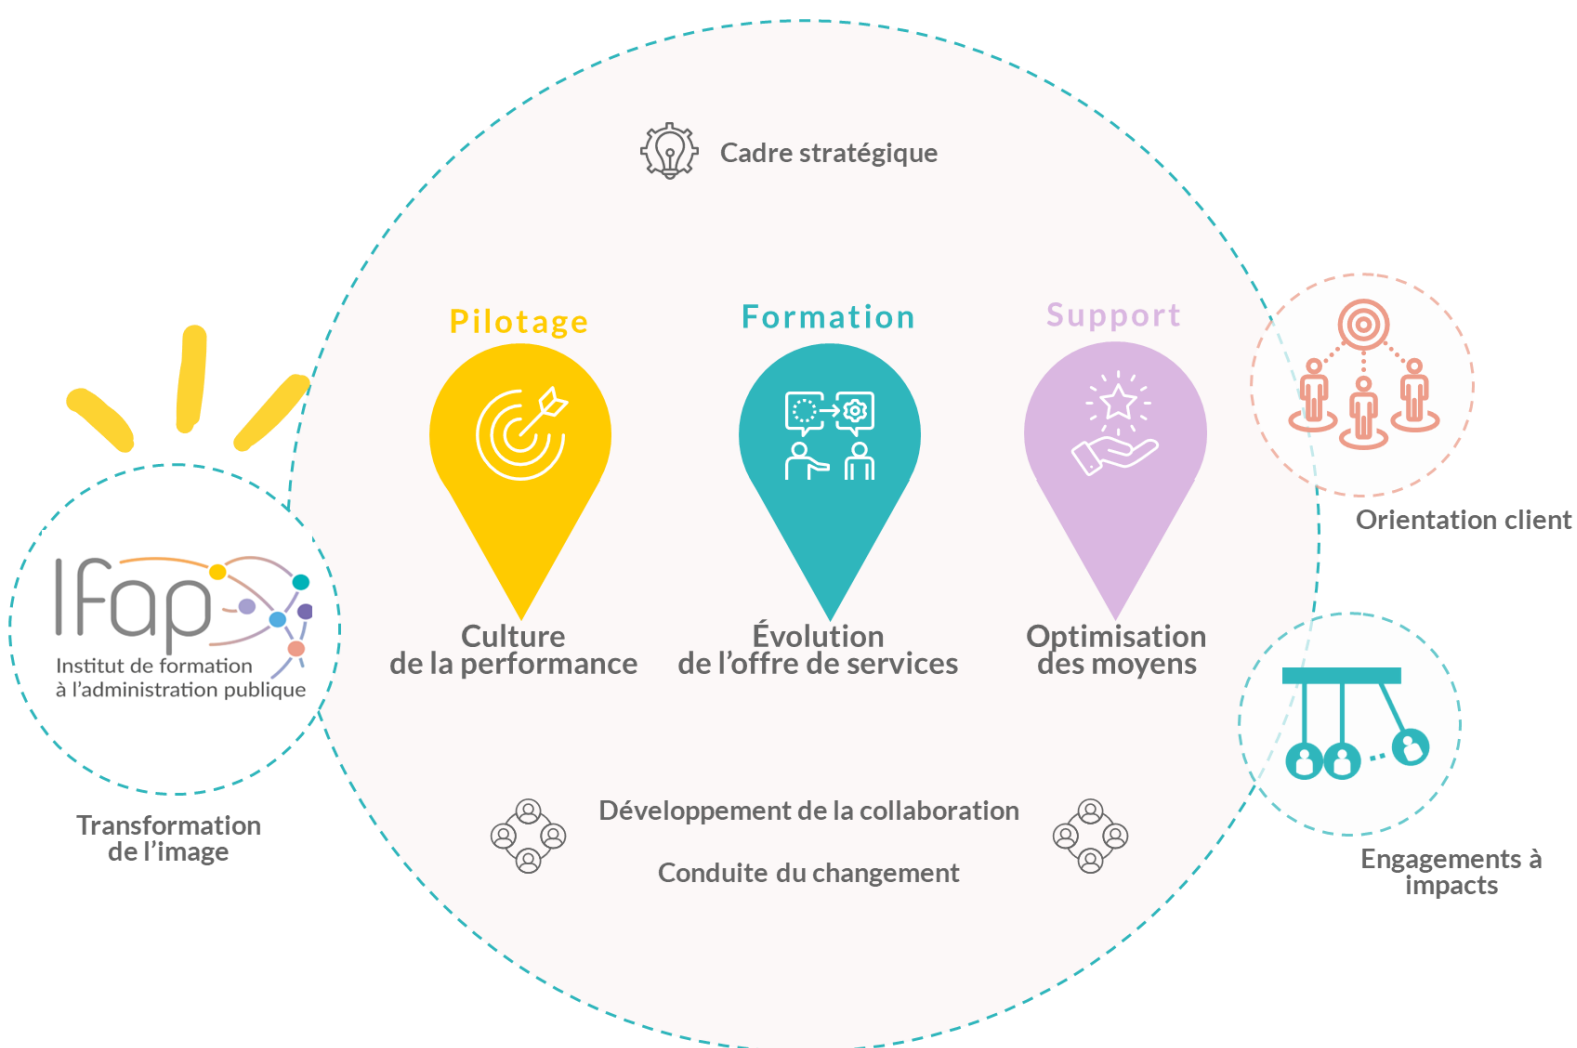 Cadre stratégique
Pilotage
Formation
Support
Culture
de la performance
Évolution
de l’offre de services
Optimisation
des moyens
Ifap
Institut de formation
à l’administration publique
Transformation
de l’image
Orientation client
Engagements à
impacts
Développement de la collaboration
Conduite du changement